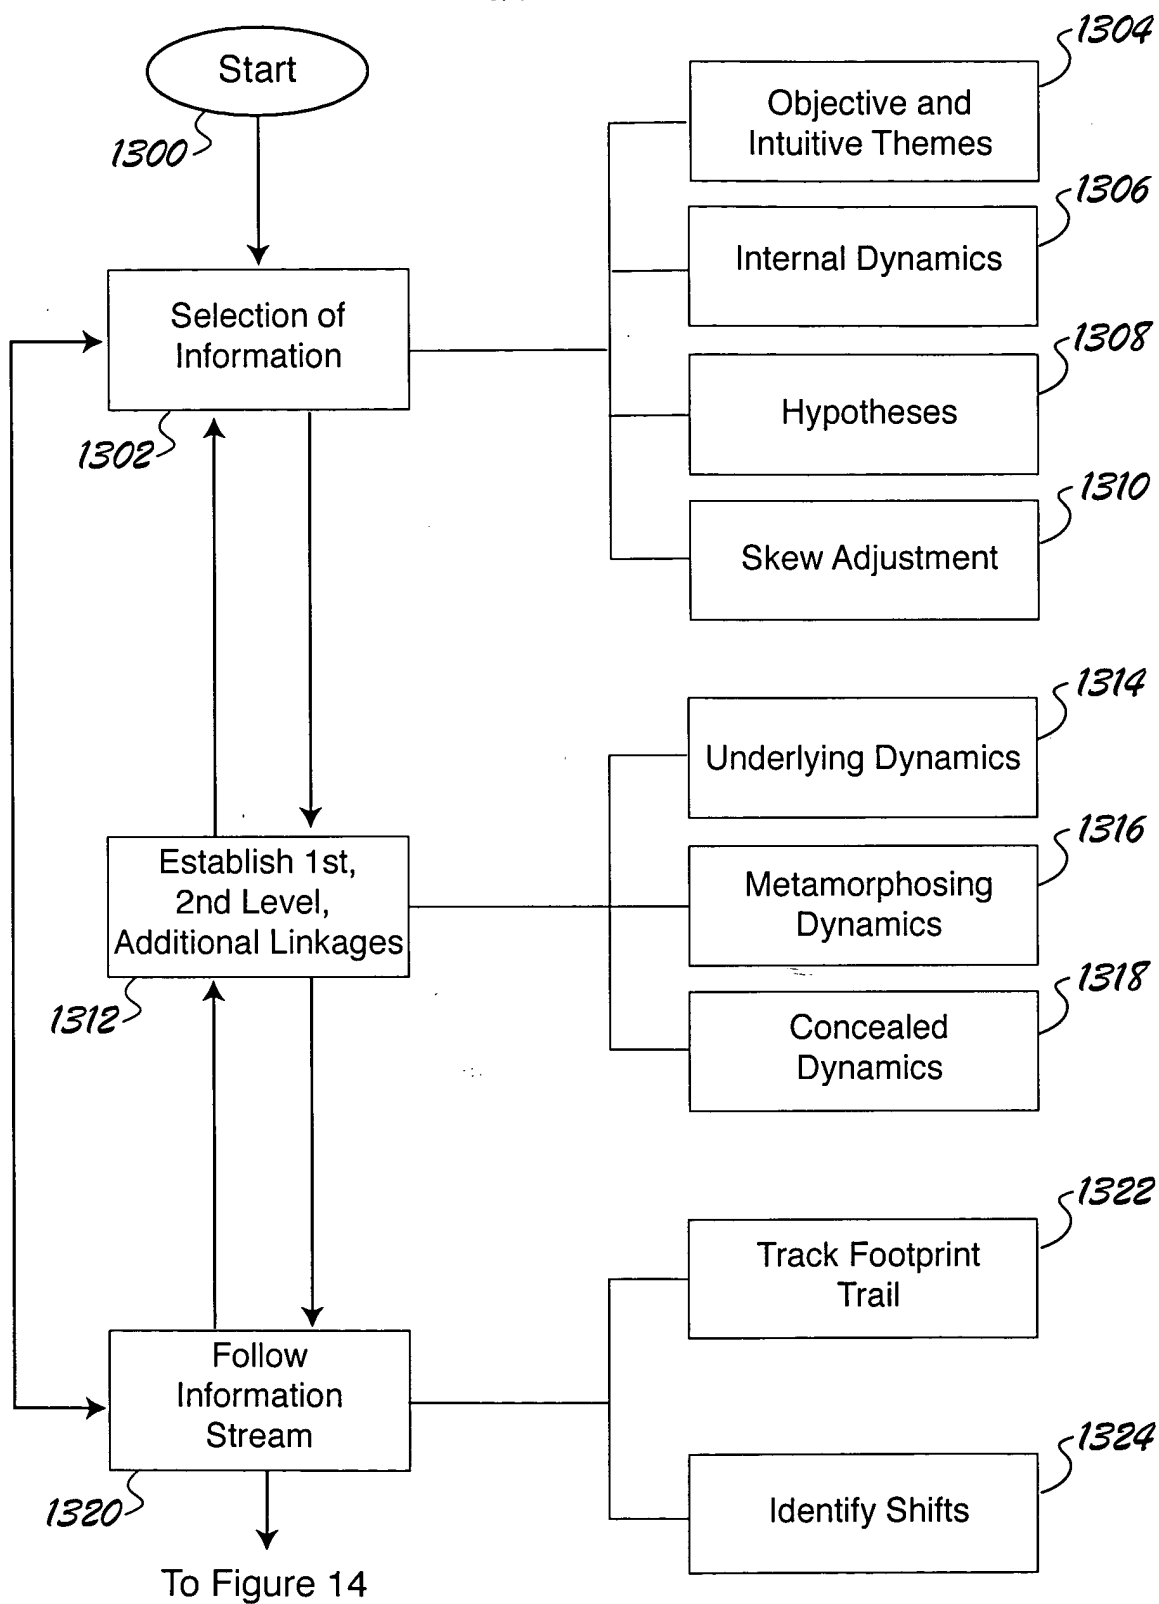 Start
1300
Selection of
Information
1302
Objective and
Intuitive Themes
1304
Internal Dynamics
1306
Hypotheses
1308
Skew Adjustment
1310
Establish 1st,
2nd Level,
Additional Linkages
1312
Underlying Dynamics
1314
Metamorphosing
Dynamics
1316
Concealed
Dynamics
1318
Follow
Information
Stream
1320
Track Footprint
Trail
1322
Identify Shifts
1324
To Figure 14